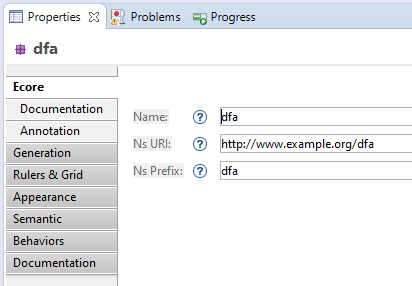 Properties Problems Progress
dfa
Ecore
Documentation
Annotation
Generation
Rulers & Grid
Appearance
Semantic
Behaviors
Documentation
Name: ? dfa
Ns URI: ? http://www.example.org/dfa
Ns Prefix: ? dfa